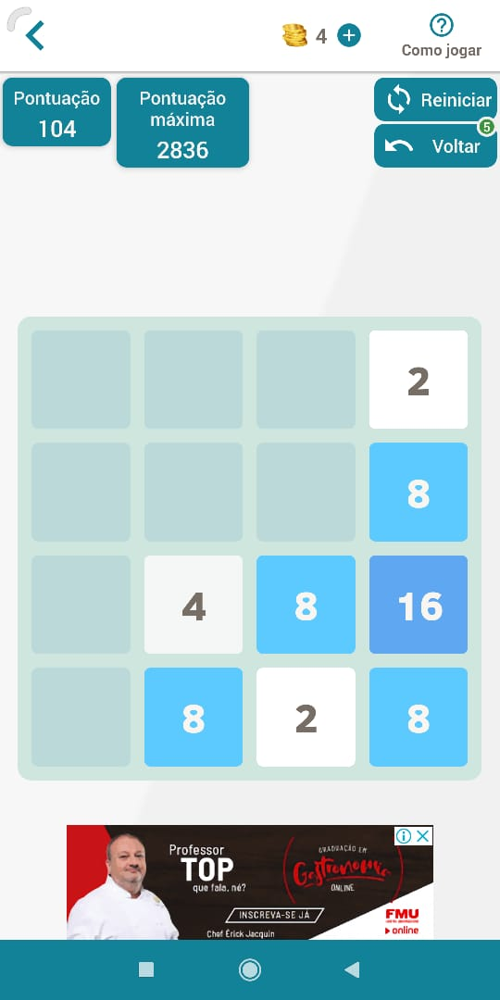 4
Como jogar
Pontuação
104
Pontuação
máxima
2836
Reiniciar
5
Voltar
2
8
4 8 16
8 2 8
Professor
TOP
que fala, né?
GRADUAÇÃO EM
Gastronomia
ONLINE
INSCREVA-SE JÁ
Chef Érick Jacquin
FMU
online